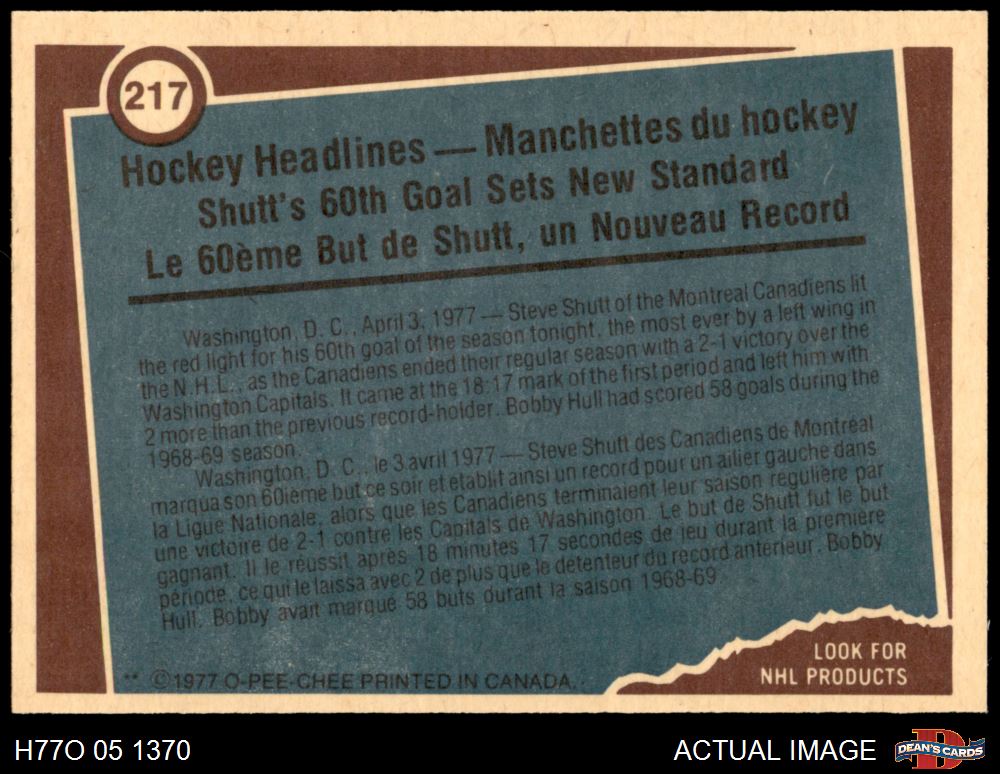 217
Hockey Headlines — Manchettes du hockey
Shutt's 60th Goal Sets New Standard
Le 60ème But de Shutt, un Nouveau Record
Washington, D. C., April 3, 1977 — Steve Shutt of the Montreal Canadiens lit
the red light for his 60th goal of the season tonight, the most ever by a left wing in
the N.H.L., as the Canadiens ended their regular season with a 2-1 victory over the
Washington Capitals. It came at the 18:17 mark of the first period and left him with
2 more than the previous record-holder. Bobby Hull had scored 58 goals during the
1968-69 season.
Washington, D. C., le 3 avril 1977 — Steve Shutt des Canadiens de Montréal
marqua son 60ième but ce soir et établit ainsi un record pour un ailier gauche dans
la Ligue Nationale, alors que les Canadiens terminaient leur saison regulière par
une victoire de 2-1 contre les Capitals de Washington. Le but de Shutt fut le but
gagnant. Il le réussit après 18 minutes 17 secondes de jeu durant la première
période, ce qui le laissa avec 2 de plus que le détenteur du record antérieur, Bobby
Hull. Bobby avait marqué 58 buts durant la saison 1968-69.
** ©1977 O-PEE-CHEE PRINTED IN CANADA.
LOOK FOR
NHL PRODUCTS
H77O 05 1370
ACTUAL IMAGE
D
DEAN'S CARDS